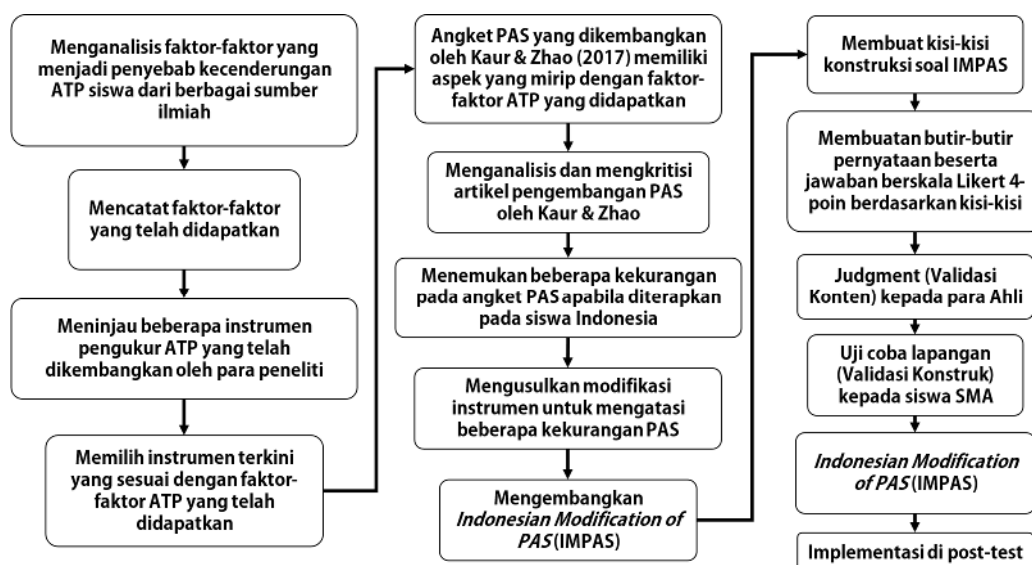 Menganalisis faktor-faktor yang
menjadi penyebab kecenderungan
ATP siswa dari berbagai sumber
ilmiah
Mencatat faktor-faktor
yang telah didapatkan
Meninjau beberapa instrumen
pengukur ATP yang telah
dikembangkan oleh para peneliti
Memilih instrumen terkini
yang sesuai dengan faktor-
faktor ATP yang telah
didapatkan
Angket PAS yang dikembangkan
oleh Kaur & Zhao (2017) memiliki
aspek yang mirip dengan faktor-
faktor ATP yang didapatkan
Menganalisis dan mengkritisi
artikel pengembangan PAS
oleh Kaur & Zhao
Menemukan beberapa kekurangan
pada angket PAS apabila diterapkan
pada siswa Indonesia
Mengusulkan modifikasi
instrumen untuk mengatasi
beberapa kekurangan PAS
Mengembangkan
Indonesian Modification of
PAS (IMPAS)
Membuat kisi-kisi
konstruksi soal IMPAS
Membuatan butir-butir
pernyataan beserta
jawaban berskala Likert 4-
poin berdasarkan kisi-kisi
Judgment (Validasi
Konten) kepada para Ahli
Uji coba lapangan
(Validasi Konstruk)
kepada siswa SMA
Indonesian Modification
of PAS (IMPAS)
Implementasi di post-test